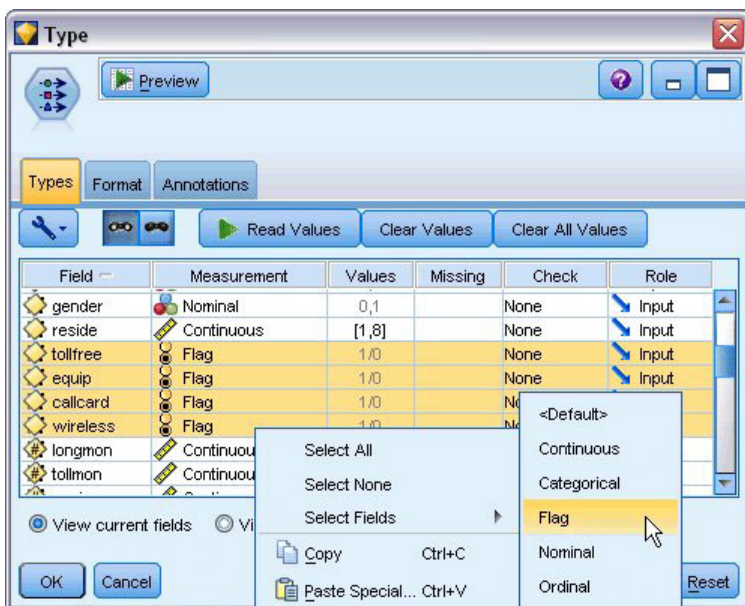 Type
Preview
Types Format Annotations
Read Values Clear Values Clear All Values
Field Measurement Values Missing Check Role
gender Nominal 0,1 None Input
reside Continuous [1,8] None Input
tollfree Flag 1/0 None Input
equip Flag 1/0 None Input
callcard Flag 1/0
wireless Flag 1/0
longmon
tollmon
<Default>
Continuous
Categorical
Flag
Nominal
Ordinal
Select All
Select None
Select Fields
Copy Ctrl+C
Paste Special... Ctrl+V
View current fields
OK Cancel Reset